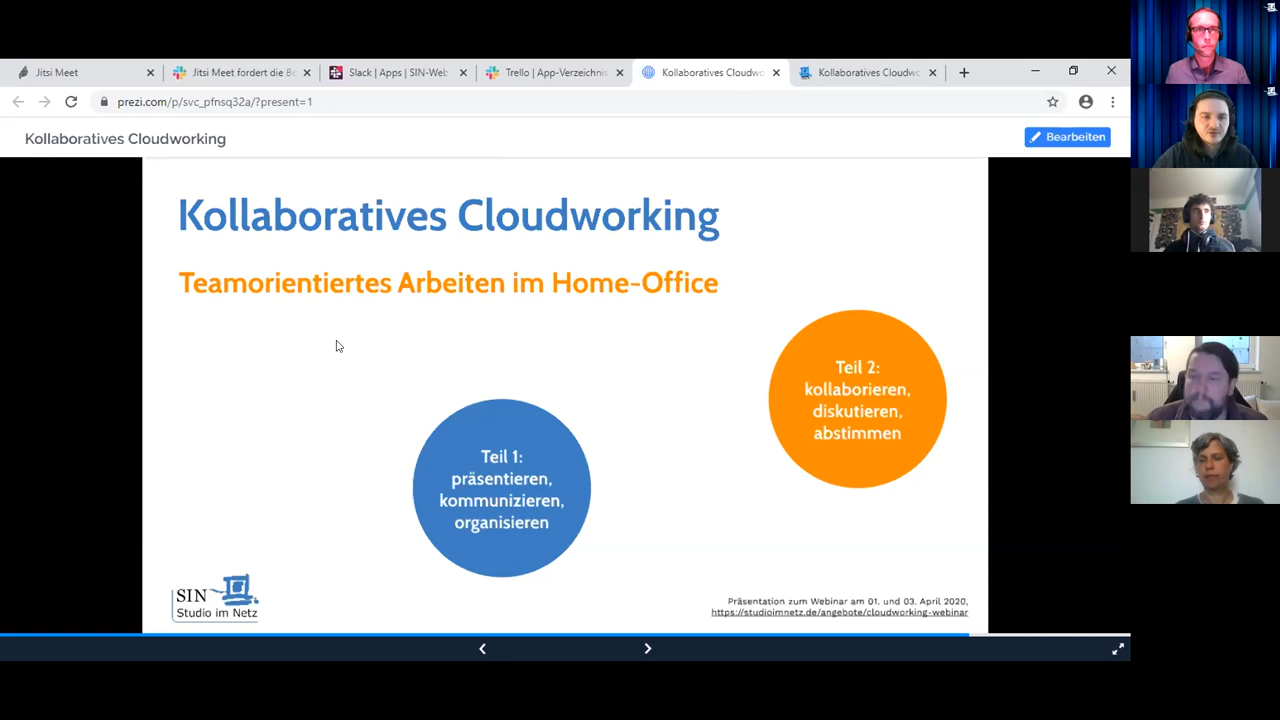 Jitsi Meet
Jitsi Meet fordert die Be
Slack | Apps | SIN-Web
Trello | App-Verzeichnis
Kollaboratives Cloudwo
Kollaboratives Cloudwo
prezi.com/p/svc_pfnsq32a/?present=1
Kollaboratives Cloudworking
Bearbeiten
Kollaboratives Cloudworking
Teamorientiertes Arbeiten im Home-Office
Teil 2:
kollaborieren,
diskutieren,
abstimmen
Teil 1:
präsentieren,
kommunizieren,
organisieren
SIN
Studio im Netz
Präsentation zum Webinar am 01. und 03. April 2020,
https://studioimnetz.de/angebote/cloudworking-webinar